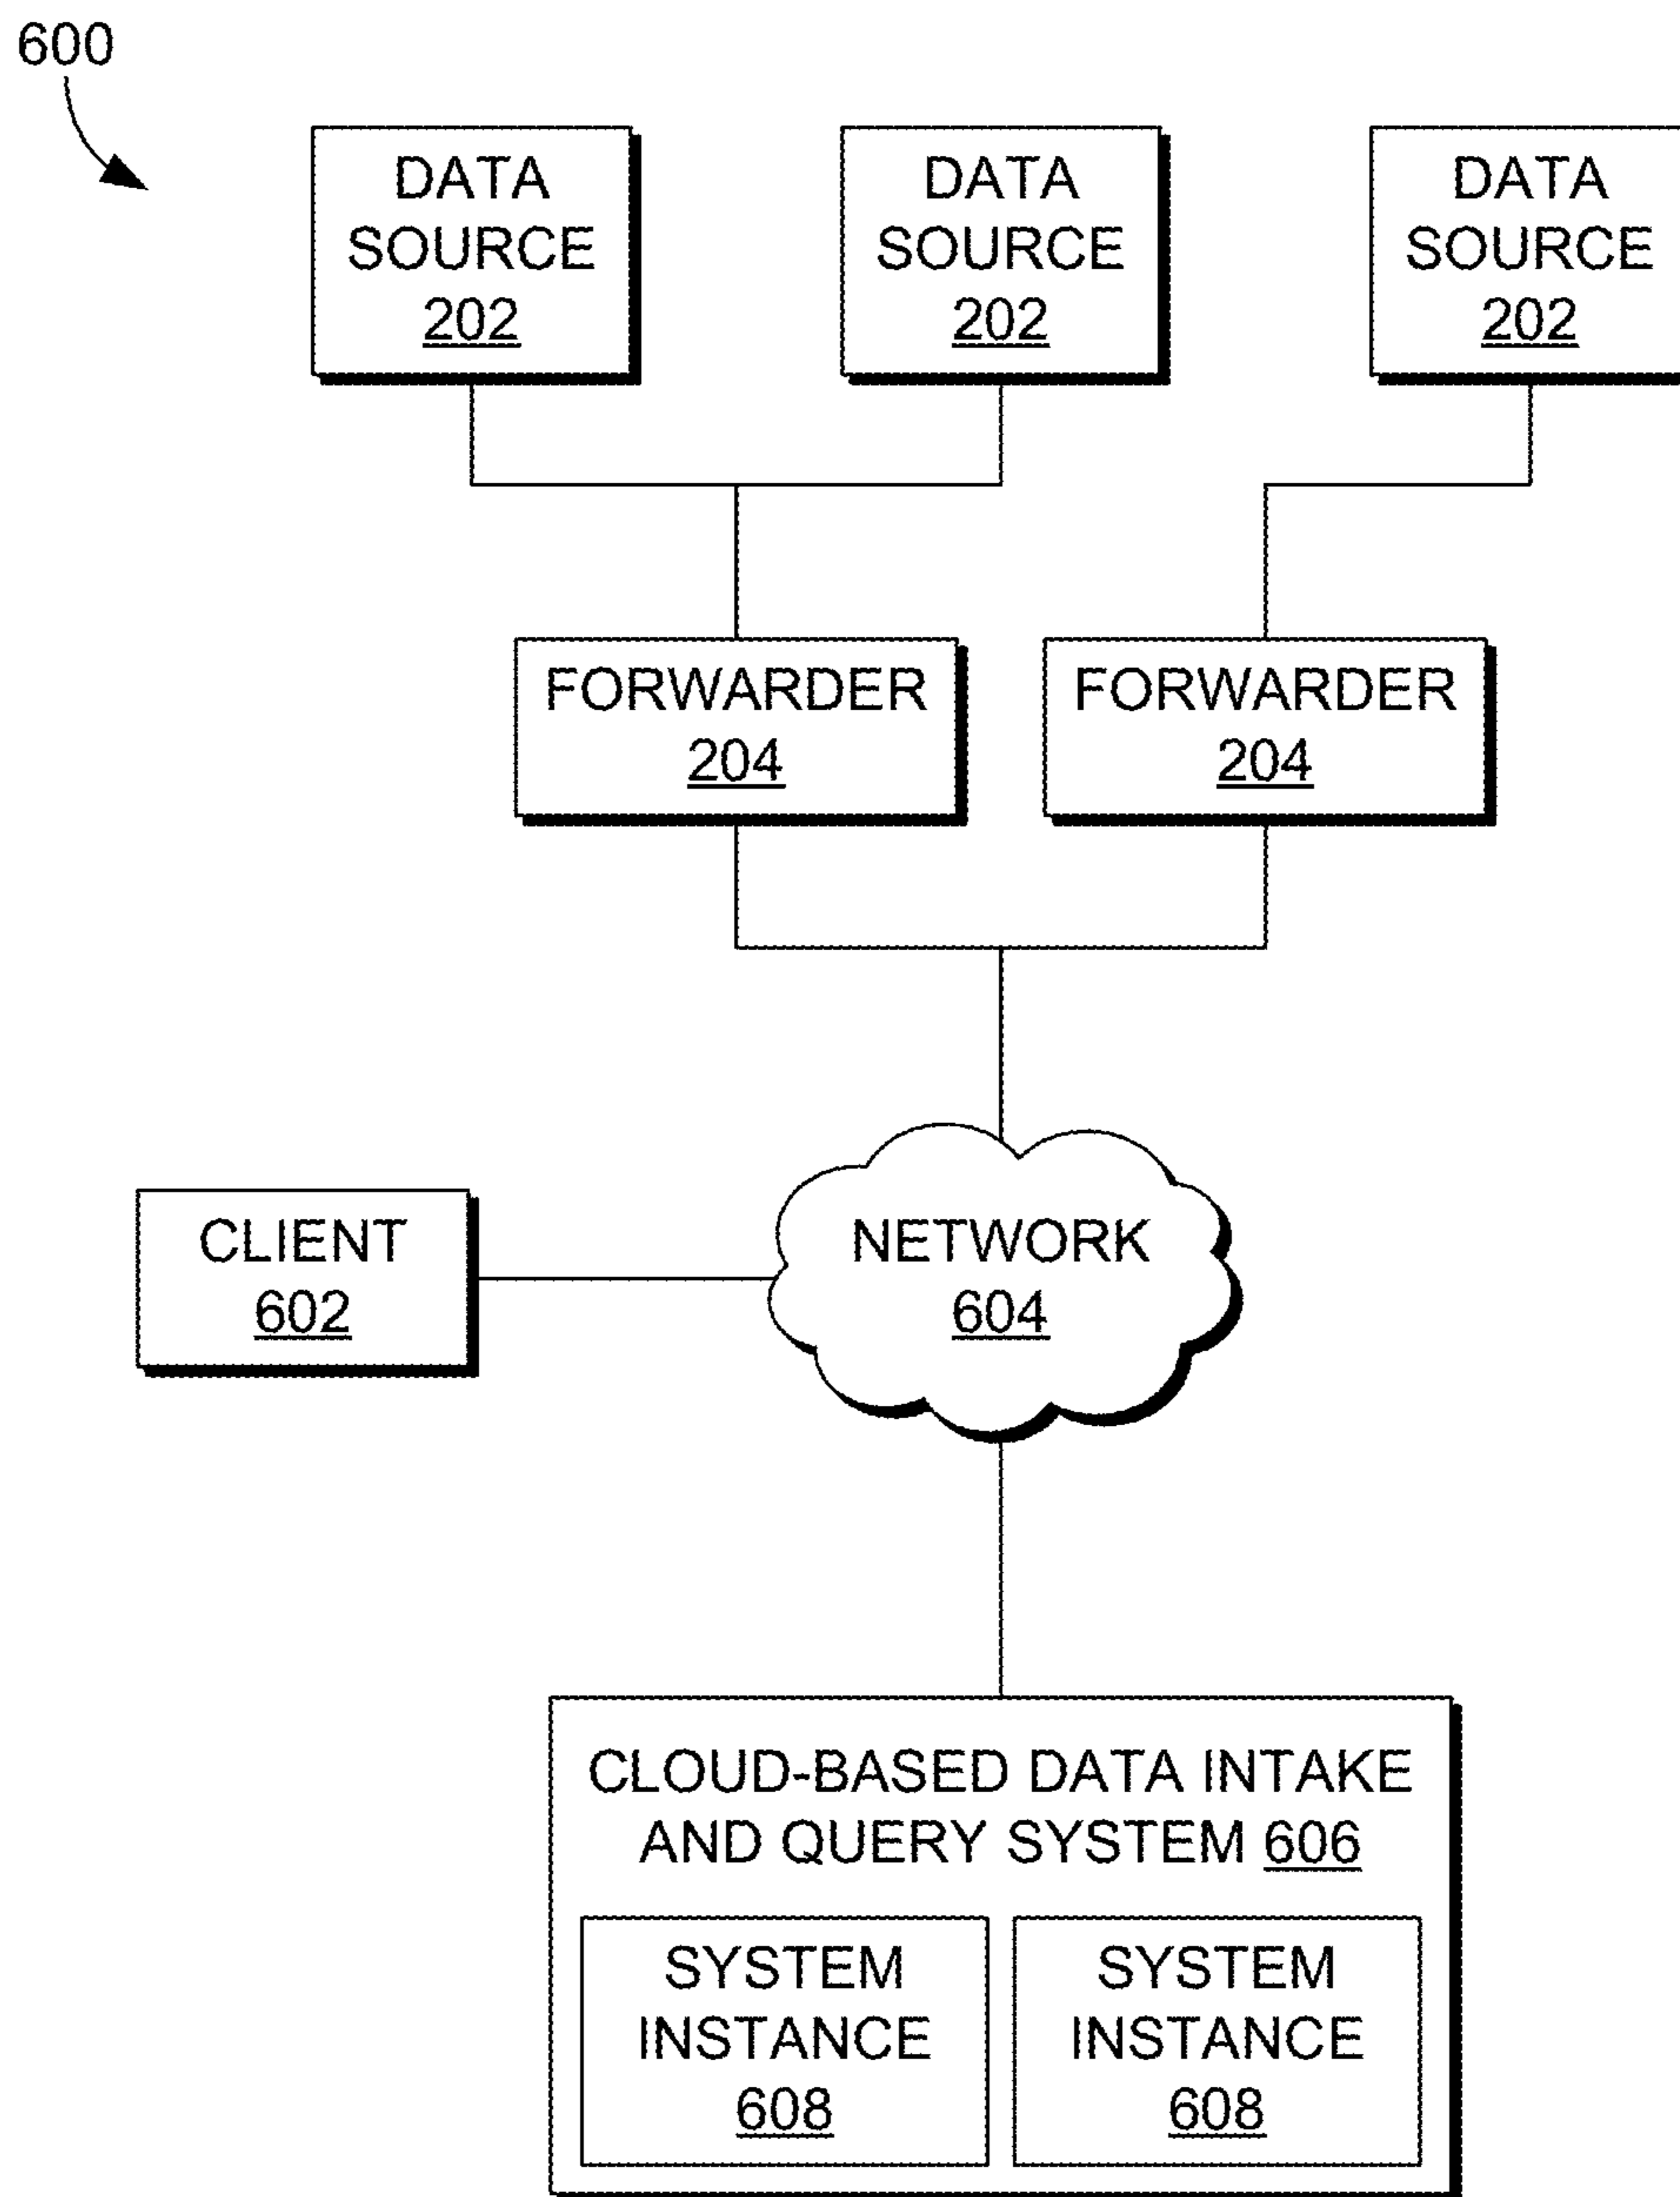 600
DATA
SOURCE
202
DATA
SOURCE
202
DATA
SOURCE
202
FORWARDER
204
FORWARDER
204
CLIENT
602
NETWORK
604
CLOUD-BASED DATA INTAKE
AND QUERY SYSTEM 606
SYSTEM
INSTANCE
608
SYSTEM
INSTANCE
608